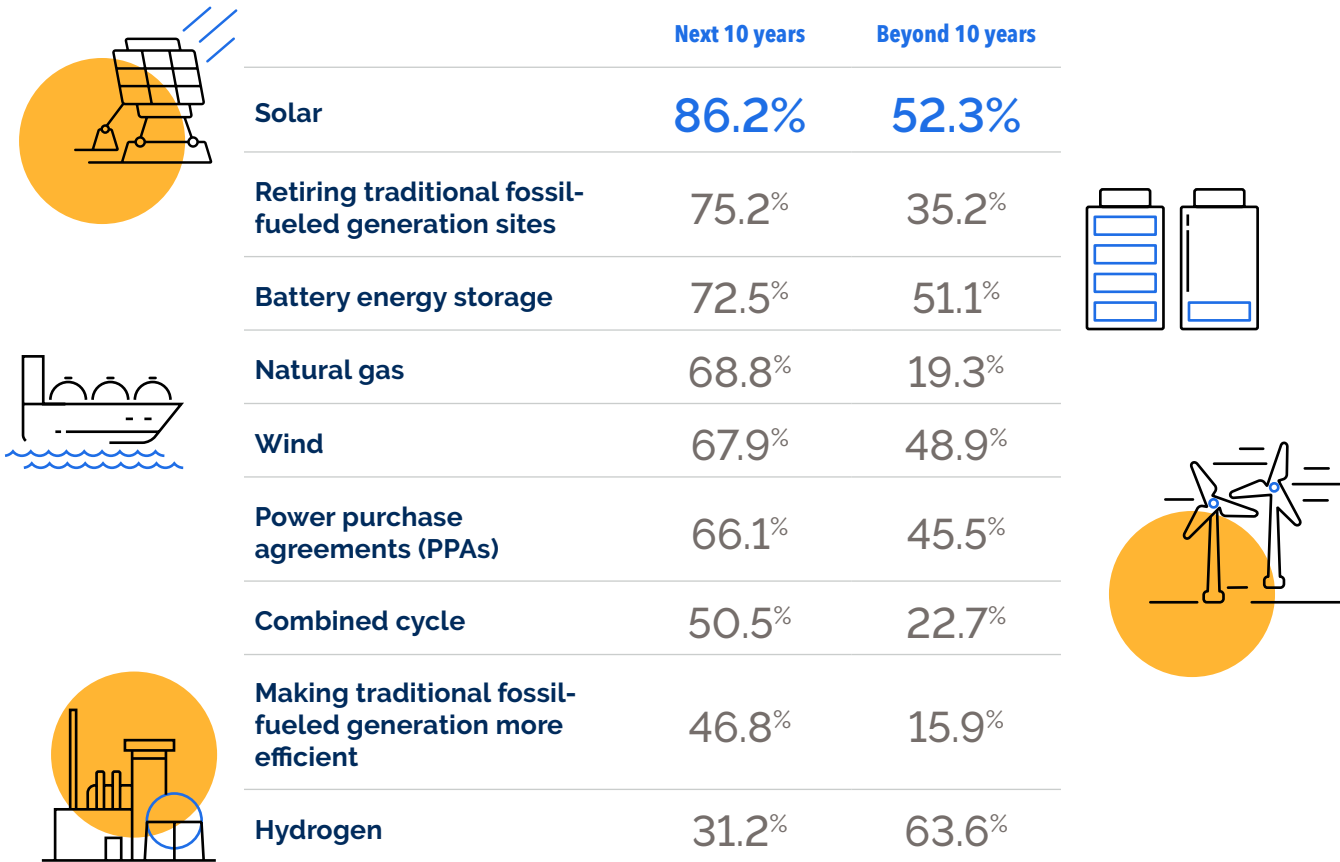 Next 10 years Beyond 10 years
Solar 86.2% 52.3%
Retiring traditional fossil-
fueled generation sites 75.2% 35.2%
Battery energy storage 72.5% 51.1%
Natural gas 68.8% 19.3%
Wind 67.9% 48.9%
Power purchase
agreements (PPAs) 66.1% 45.5%
Combined cycle 50.5% 22.7%
Making traditional fossil-
fueled generation more 46.8% 15.9%
efficient
Hydrogen 31.2% 63.6%